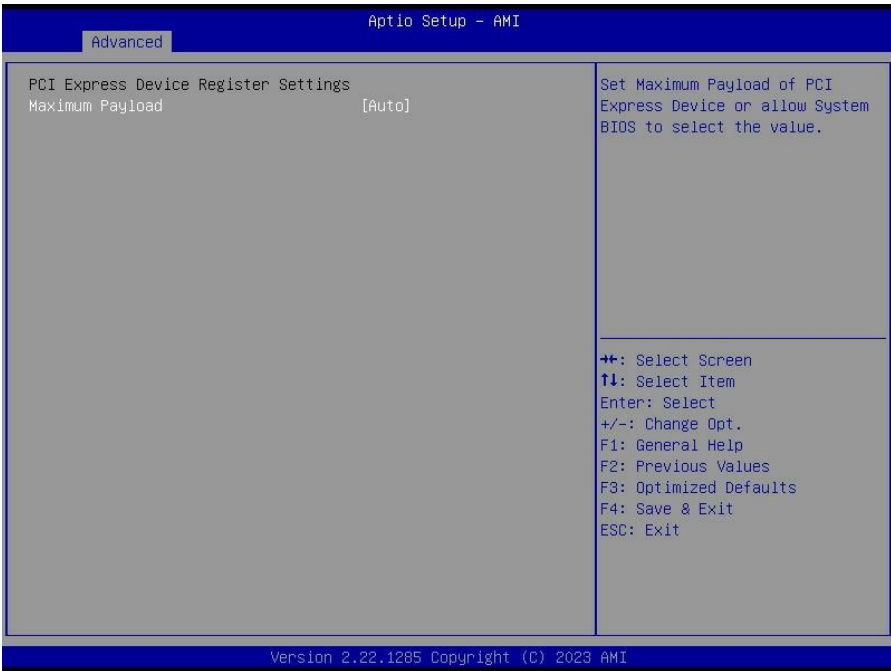 Aptio Setup - AMI
Advanced
PCI Express Device Register Settings
Maximum Payload [Auto]
Set Maximum Payload of PCI
Express Device or allow System
BIOS to select the value.
→←: Select Screen
↑↓: Select Item
Enter: Select
+/-: Change Opt.
F1: General Help
F2: Previous Values
F3: Optimized Defaults
F4: Save & Exit
ESC: Exit
Version 2.22.1285 Copyright (C) 2023 AMI